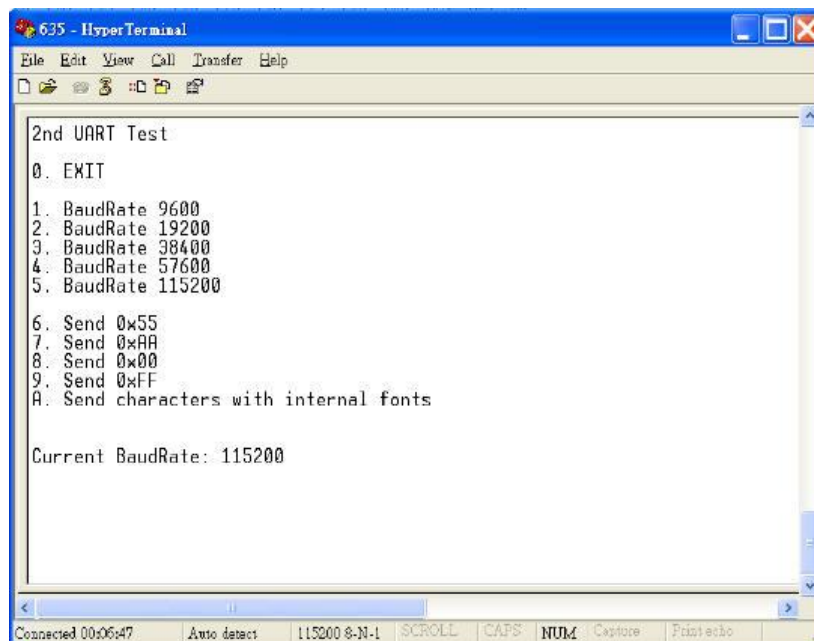 635 - HyperTerminal
File Edit View Call Transfer Help
2nd UART Test
0. EXIT
1. BaudRate 9600
2. BaudRate 19200
3. BaudRate 38400
4. BaudRate 57600
5. BaudRate 115200
6. Send 0x55
7. Send 0xAA
8. Send 0x00
9. Send 0xFF
A. Send characters with internal fonts
Current BaudRate: 115200
Connected 00:06:47 Auto detect 115200 8-N-1 SCROLL CAPS NUM Capture Print echo